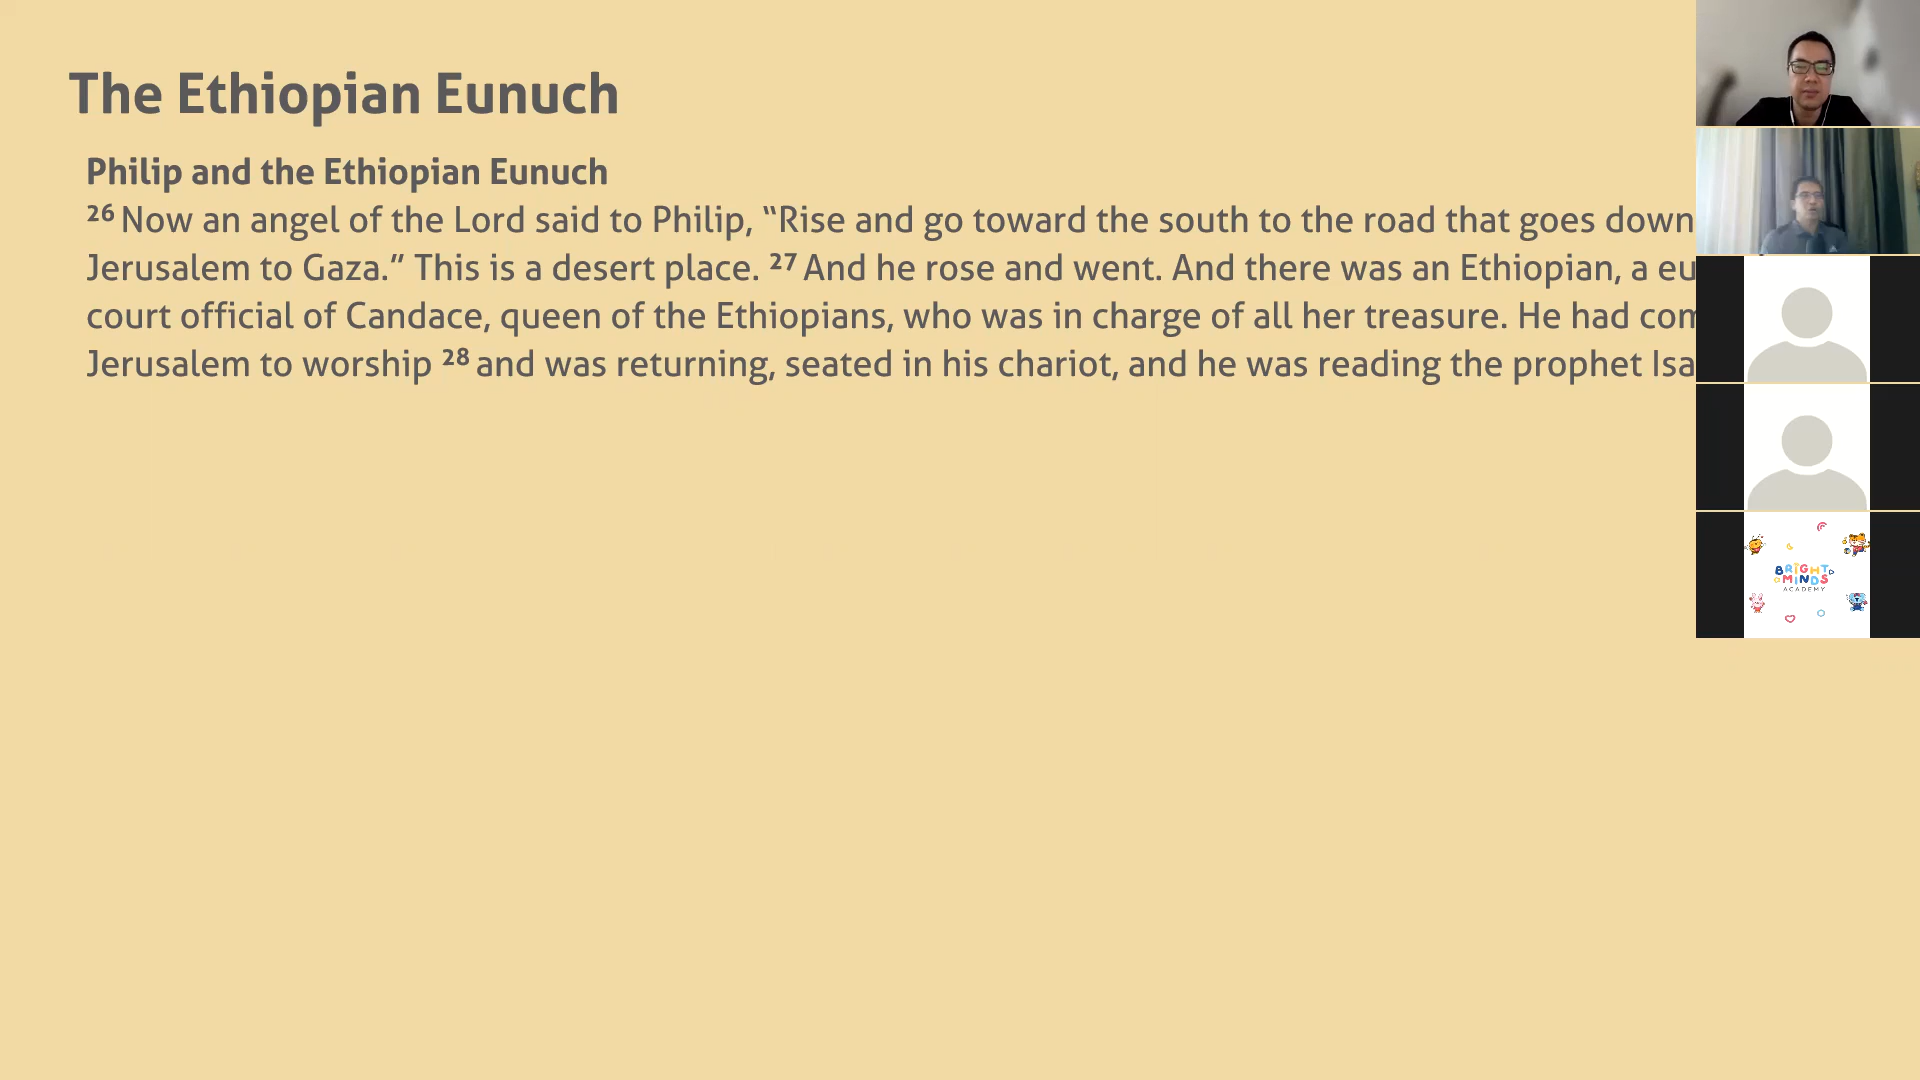 The Ethiopian Eunuch
Philip and the Ethiopian Eunuch
26 Now an angel of the Lord said to Philip, “Rise and go toward the south to the road that goes down
Jerusalem to Gaza.” This is a desert place. 27 And he rose and went. And there was an Ethiopian, a eu
court official of Candace, queen of the Ethiopians, who was in charge of all her treasure. He had com
Jerusalem to worship 28 and was returning, seated in his chariot, and he was reading the prophet Isa
BRIGHT
MINDS
ACADEMY